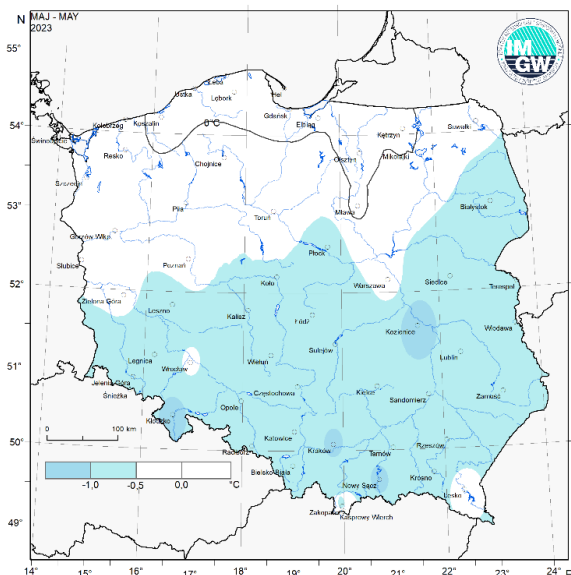 N
MAJ - MAY
2023
IMGW
55°
Łeba
Ustka
Lębork
Hel
Kołobrzeg
Koszalin
0°C
Gdańsk
Elbląg
Suwałki
54°
Świnoujście
Kętrzyn
Resko
Chojnice
Olsztyn
Mikołajki
Szczecin
53°
Piła
Toruń
Mława
Białystok
Gorzów Wlkp.
Płock
Słubice
Poznań
Koło
Warszawa
Siedlce
Terespol
52°
Zielona Góra
Leszno
Kalisz
Łódź
Kozienice
Włodawa
Sulejów
51°
Legnica
Wrocław
Wieluń
Lublin
Jelenia Góra
Śnieżka
Częstochowa
Kielce
Sandomierz
Zamość
Opole
Kłodzko
0 100 km
50°
Katowice
Racibórz
Kraków
Tarnów
Rzeszów
Bielsko-Biała
Nowy Sącz
Krosno
Lesko
-1,0 -0,5 0,0 °C
Zakopane
Kasprowy Wierch
49°
14° 15° 16° 17° 18° 19° 20° 21° 22° 23° 24° E